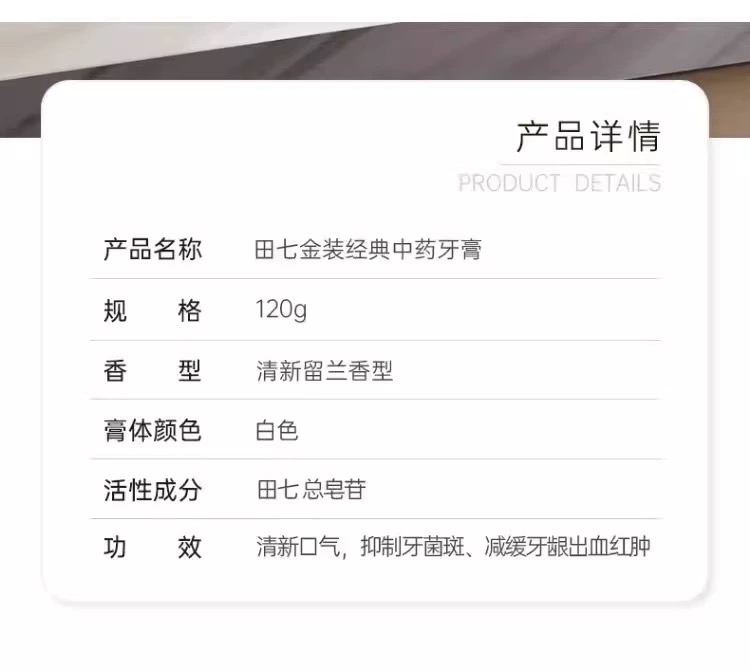 产品详情
PRODUCT DETAILS
产品名称 田七金装经典中药牙膏
规格 120g
香型 清新留兰香型
膏体颜色 白色
活性成分 田七总皂苷
功效 清新口气，抑制牙菌斑、减缓牙龈出血红肿